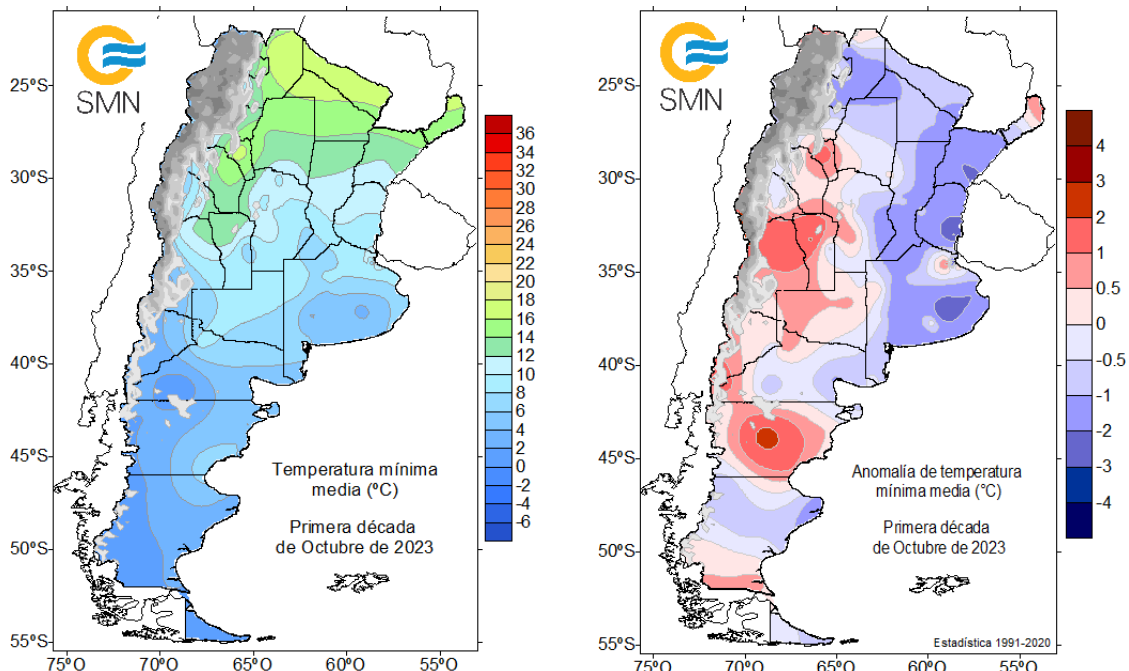 SMN
25ºS
30ºS
35ºS
40ºS
45ºS
50ºS
55ºS
75ºO
70ºO
65ºO
60ºO
55ºO
36
34
32
30
28
26
24
22
20
18
16
14
12
10
8
6
4
2
0
-2
-4
-6
Temperatura mínima
media (ºC)
Primera década
de Octubre de 2023
SMN
25ºS
30ºS
35ºS
40ºS
45ºS
50ºS
55ºS
75ºO
70ºO
65ºO
60ºO
55ºO
4
3
2
1
0.5
0
-0.5
-1
-2
-3
-4
Anomalía de temperatura
mínima media (°C)
Primera década
de Octubre de 2023
Estadística 1991-2020